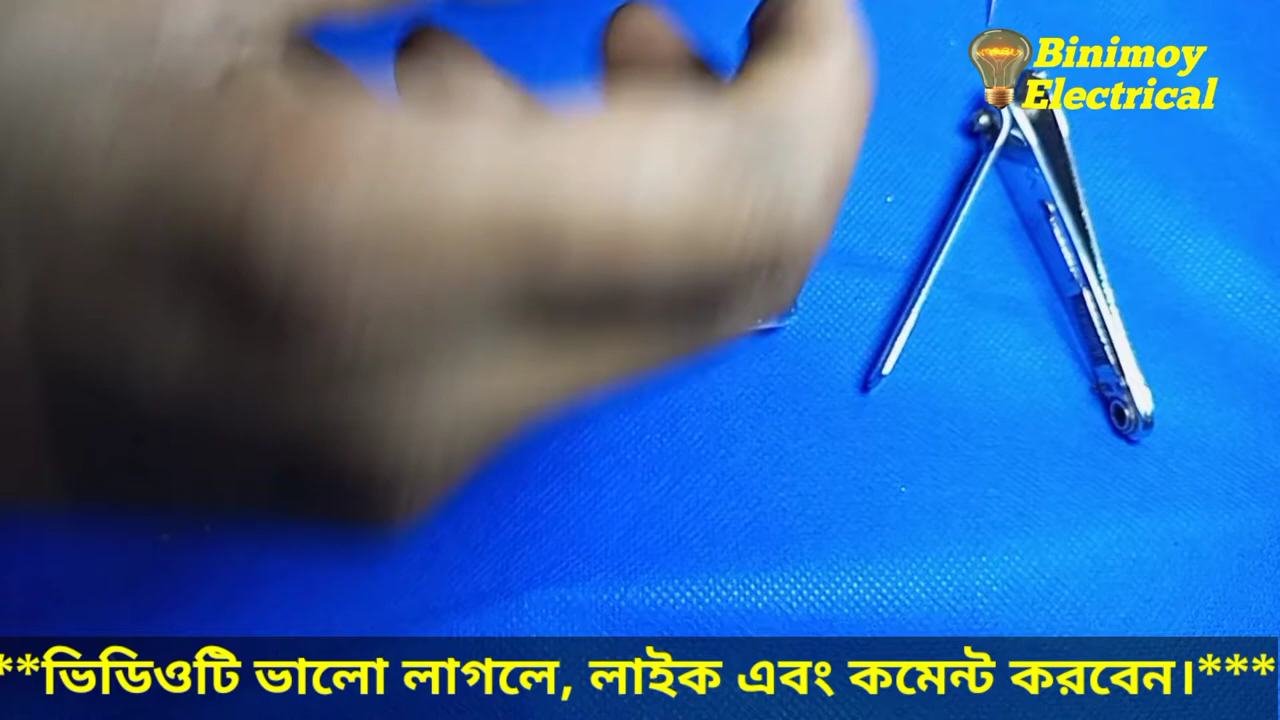 Binimoy
Electrical
**ভিডিওটি ভালো লাগলে, লাইক এবং কমেন্ট করবেন।***